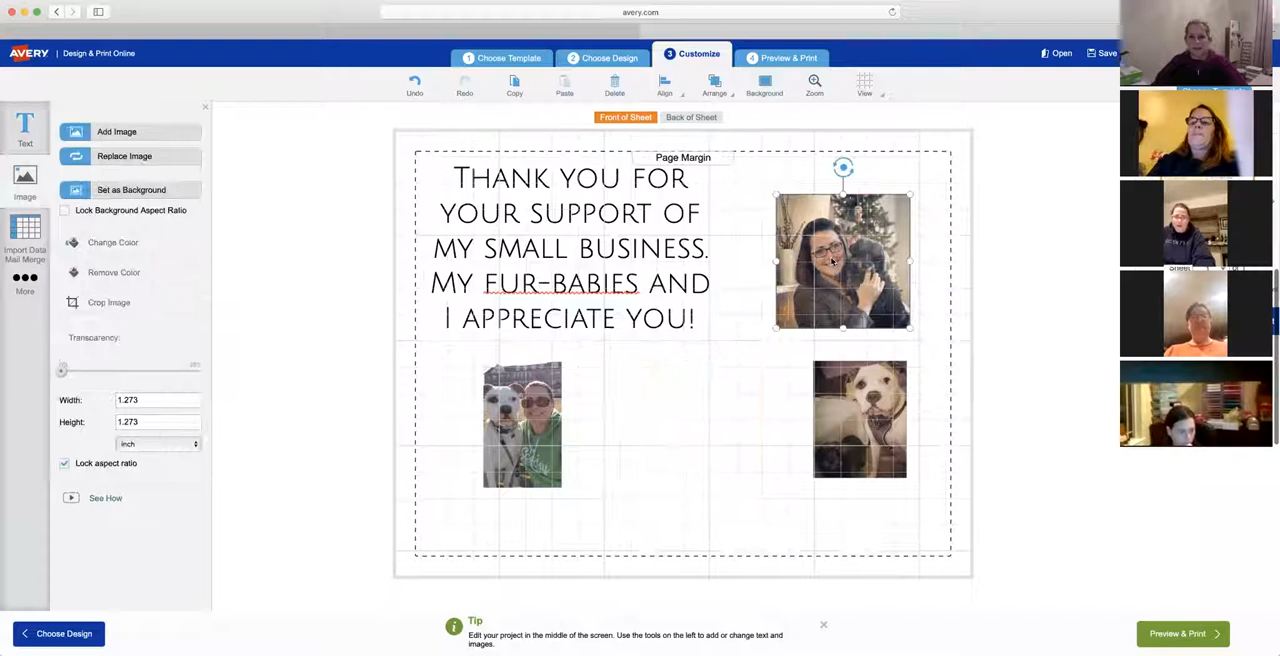 avery.com
AVERY Design & Print Online
1 Choose Template
2 Choose Design
3 Customize
4 Preview & Print
Open
Save
Undo
Redo
Copy
Paste
Delete
Align
Arrange
Background
Zoom
View
Front of Sheet
Back of Sheet
Text
Image
Import Data
Mail Merge
More
Add Image
Replace Image
Set as Background
Lock Background Aspect Ratio
Change Color
Remove Color
Crop Image
Transparency:
Width: 1.273
Height: 1.273
inch
Lock aspect ratio
See How
Page Margin
THANK YOU FOR
YOUR SUPPORT OF
MY SMALL BUSINESS.
MY FUR-BABIES AND
I APPRECIATE YOU!
Sheet
Choose Design
Tip
Edit your project in the middle of the screen. Use the tools on the left to add or change text and
images.
Preview & Print